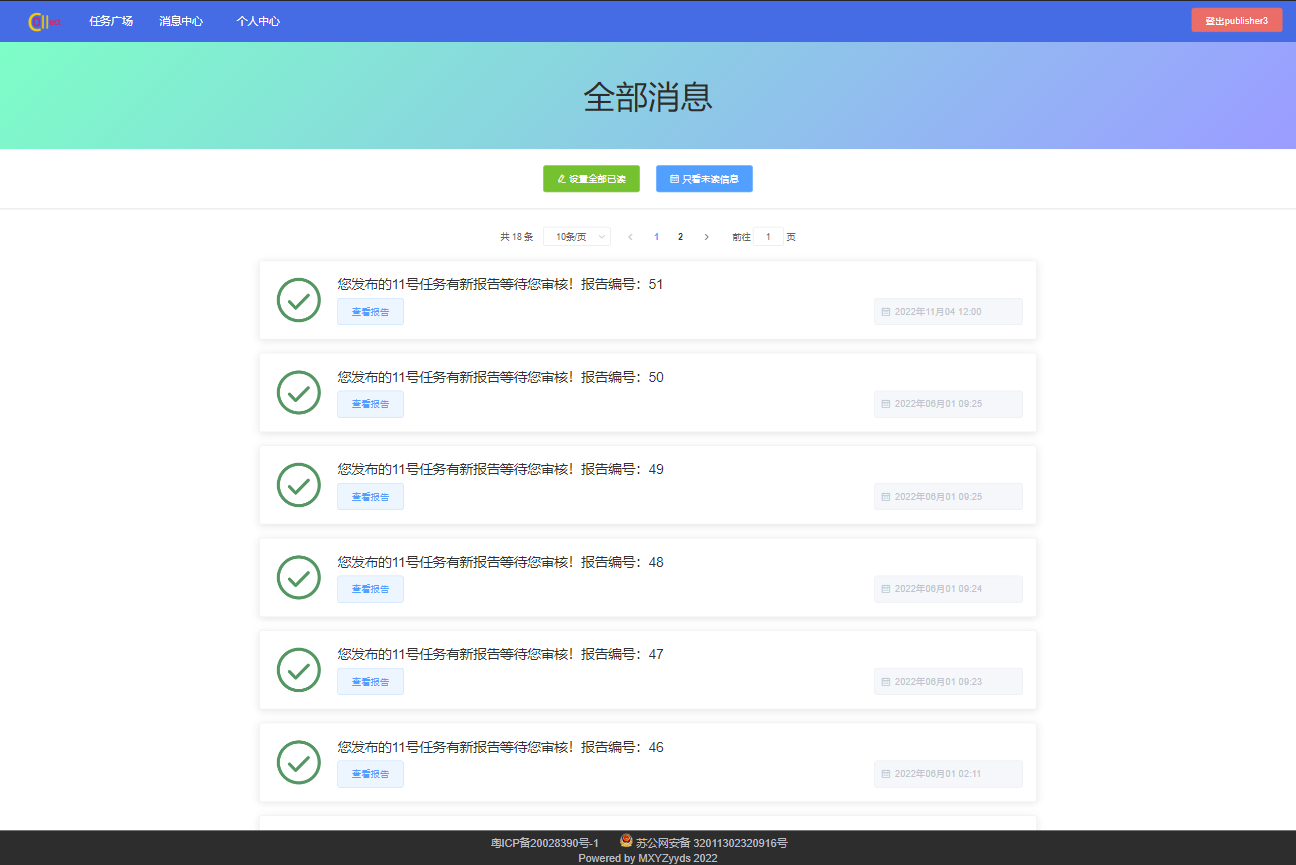 任务广场 消息中心 个人中心 登出publisher3
全部消息
设置全部已读 只看未读信息
共 18 条 10条/页 1 2 前往 1 页
您发布的11号任务有新报告等待您审核！报告编号：51
查看报告 2022年11月04 12:00
您发布的11号任务有新报告等待您审核！报告编号：50
查看报告 2022年06月01 09:25
您发布的11号任务有新报告等待您审核！报告编号：49
查看报告 2022年06月01 09:25
您发布的11号任务有新报告等待您审核！报告编号：48
查看报告 2022年06月01 09:24
您发布的11号任务有新报告等待您审核！报告编号：47
查看报告 2022年06月01 09:23
您发布的11号任务有新报告等待您审核！报告编号：46
查看报告 2022年06月01 02:11
粤ICP备20028390号-1 苏公网安备 32011302320916号
Powered by MXYZyyds 2022